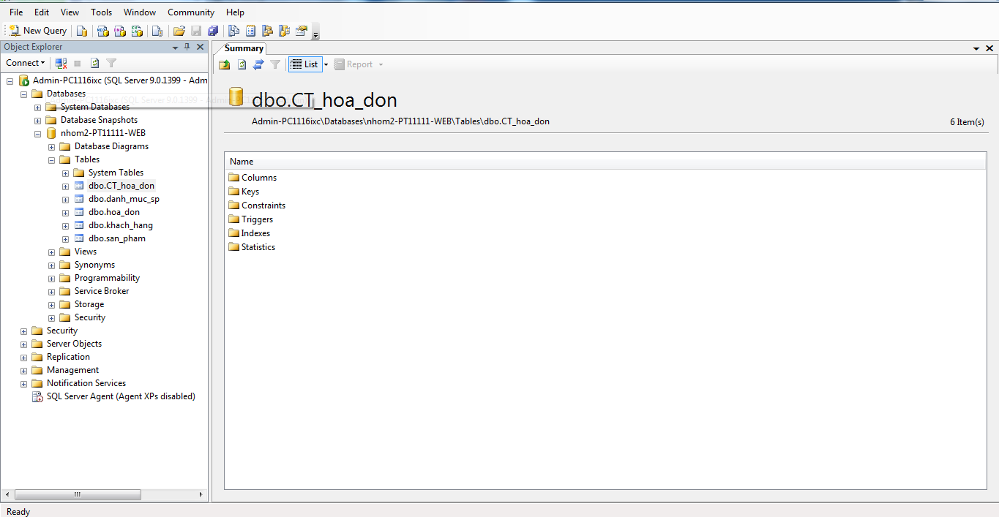 File Edit View Tools Window Community Help
New Query
Object Explorer
Connect
Admin-PC1116ixc (SQL Server 9.0.1399 - Adm
Databases
System Databases
Database Snapshots
nhom2-PT11111-WEB
Database Diagrams
Tables
System Tables
dbo.CT_hoa_don
dbo.danh_muc_sp
dbo.hoa_don
dbo.khach_hang
dbo.san_pham
Views
Synonyms
Programmability
Service Broker
Storage
Security
Security
Server Objects
Replication
Management
Notification Services
SQL Server Agent (Agent XPs disabled)
Summary
List Report
dbo.CT_hoa_don
Admin-PC1116ixc\Databases\nhom2-PT11111-WEB\Tables\dbo.CT_hoa_don 6 Item(s)
Name
Columns
Keys
Constraints
Triggers
Indexes
Statistics
Ready